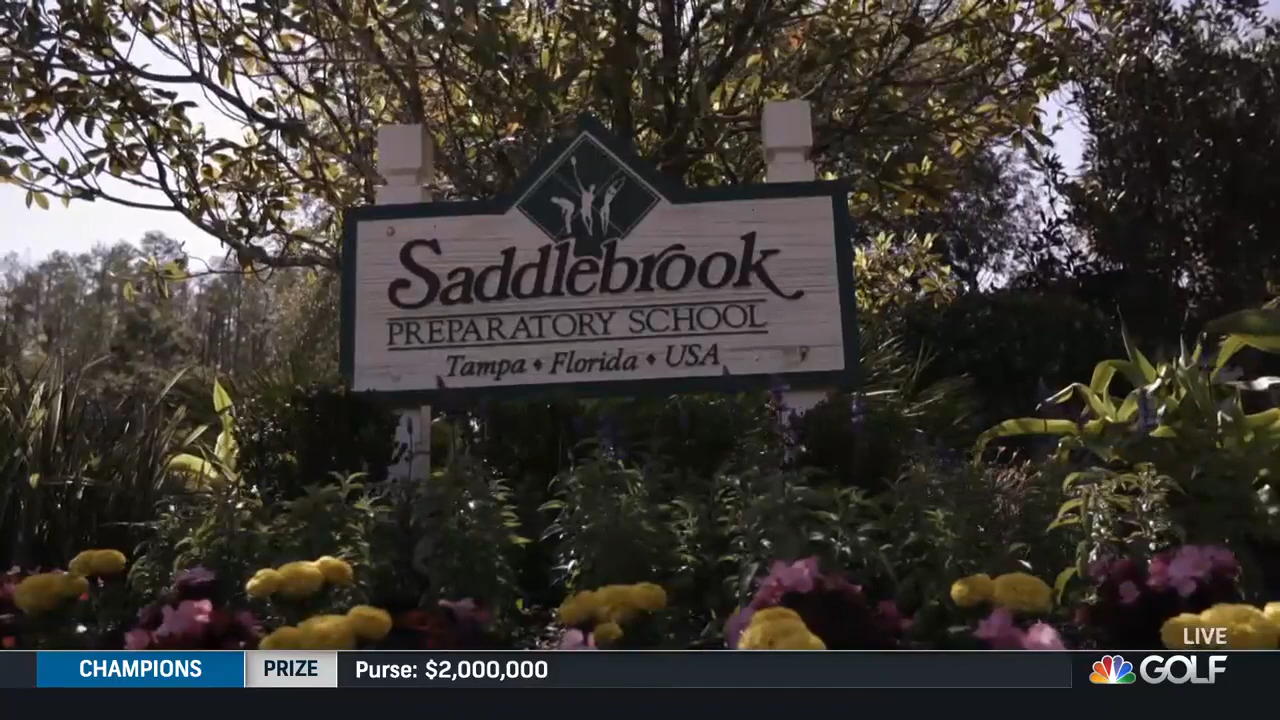 Saddlebrook
PREPARATORY SCHOOL
Tampa • Florida • USA
LIVE
CHAMPIONS PRIZE Purse: $2,000,000 GOLF